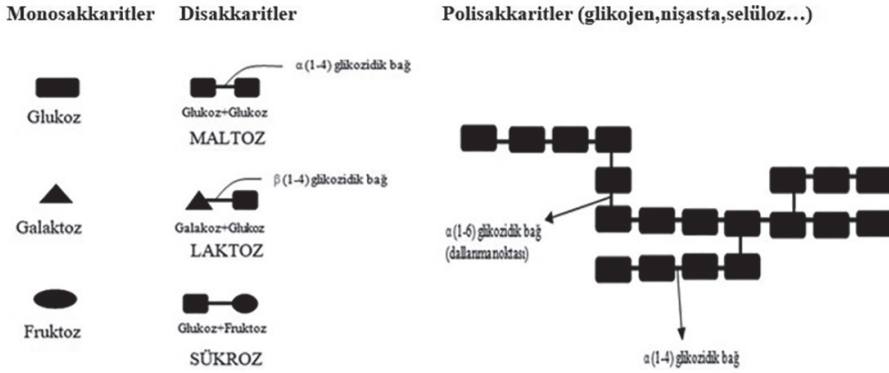 Monosakkaritler
Disakkaritler
Polisakkaritler (glikojen,nişasta,selüloz…)
Glukoz
α (1-4) glikozidik bağ
Glukoz+Glukoz
MALTOZ
Galaktoz
β (1-4) glikozidik bağ
Galakoz+Glukoz
LAKTOZ
Fruktoz
Glukoz+Fruktoz
SÜKROZ
α (1-6) glikozidik bağ
(dallanma noktası)
α (1-4) glikozidik bağ